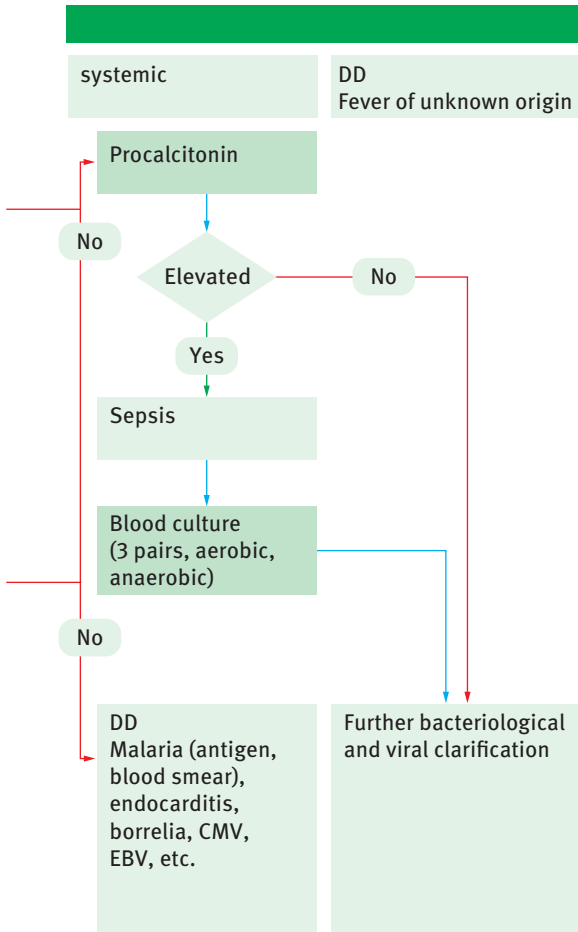 systemic
DD
Fever of unknown origin
Procalcitonin
No
Elevated
No
Yes
Sepsis
Blood culture
(3 pairs, aerobic,
anaerobic)
No
DD
Malaria (antigen,
blood smear),
endocarditis,
borrelia, CMV,
EBV, etc.
Further bacteriological
and viral clarification